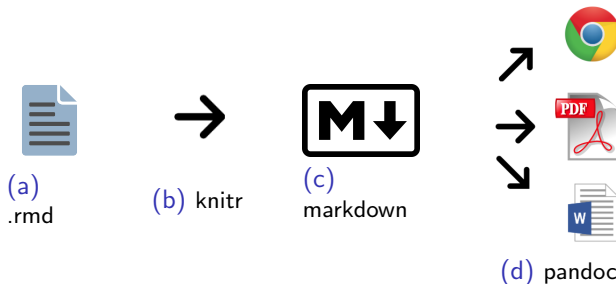 (a)
.rmd
(b) knitr
M
(c)
markdown
PDF
W
(d) pandoc